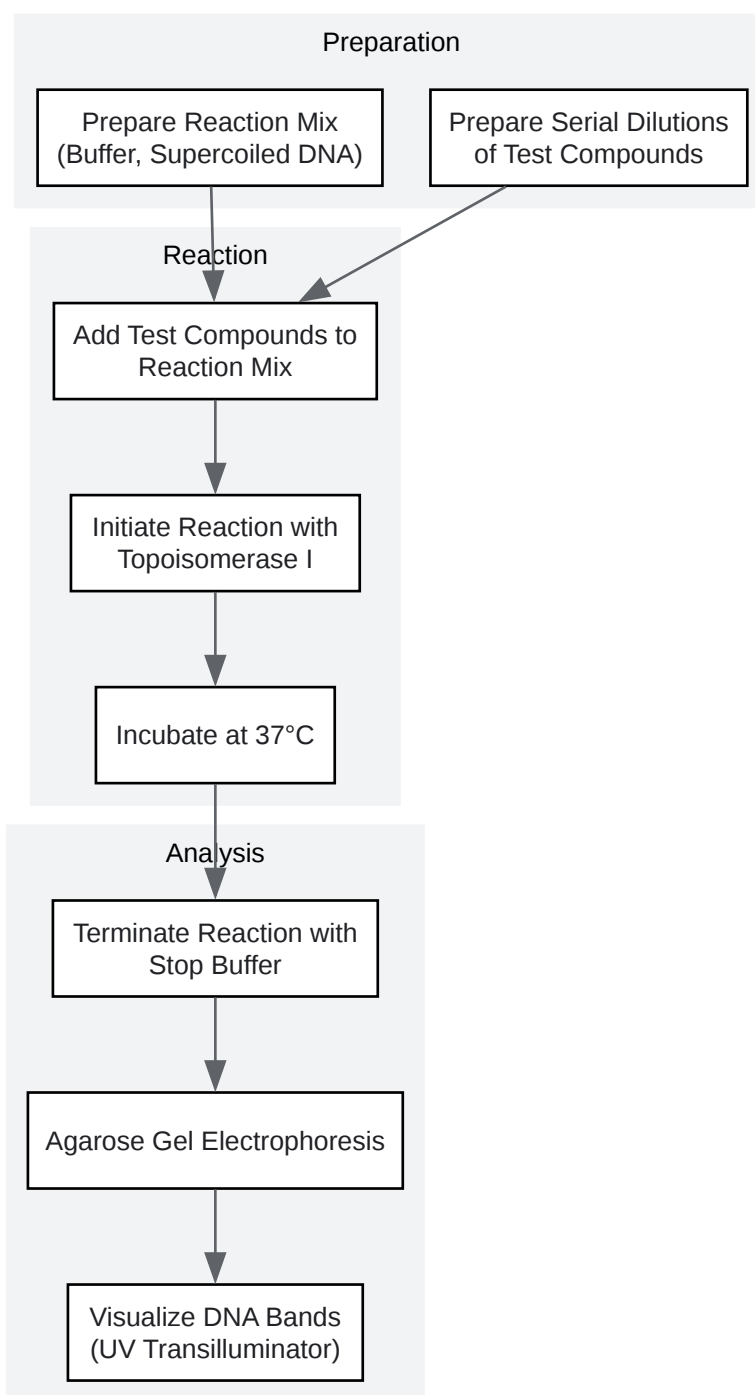 Preparation
Prepare Reaction Mix
(Buffer, Supercoiled DNA)
Prepare Serial Dilutions
of Test Compounds
Reaction
Add Test Compounds to
Reaction Mix
Initiate Reaction with
Topoisomerase I
Incubate at 37°C
Analysis
Terminate Reaction with
Stop Buffer
Agarose Gel Electrophoresis
Visualize DNA Bands
(UV Transilluminator)